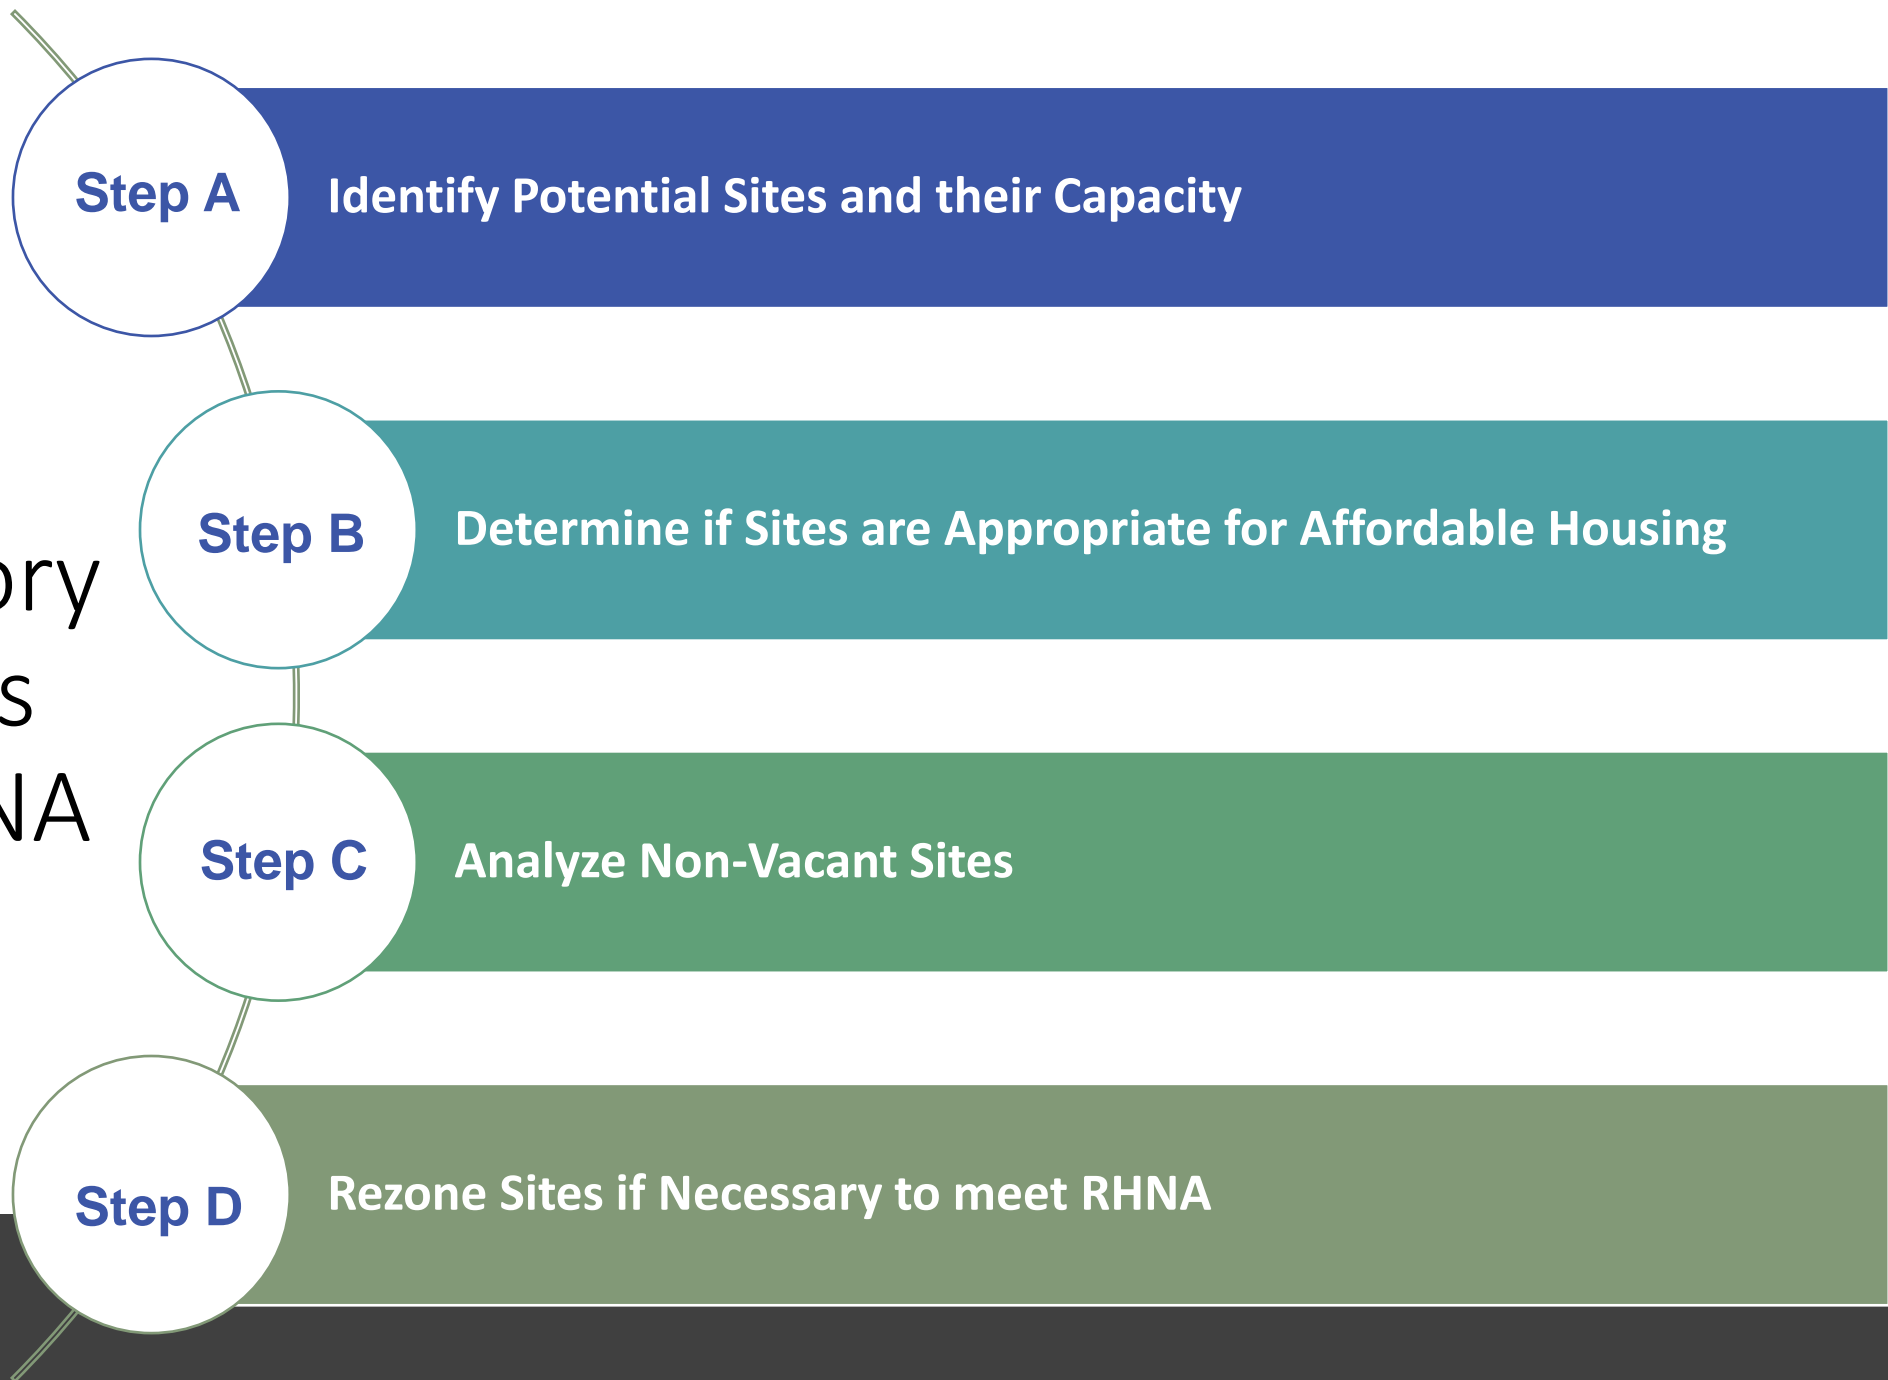 Step A
Identify Potential Sites and their Capacity
Step B
Determine if Sites are Appropriate for Affordable Housing
Step C
Analyze Non-Vacant Sites
Step D
Rezone Sites if Necessary to meet RHNA